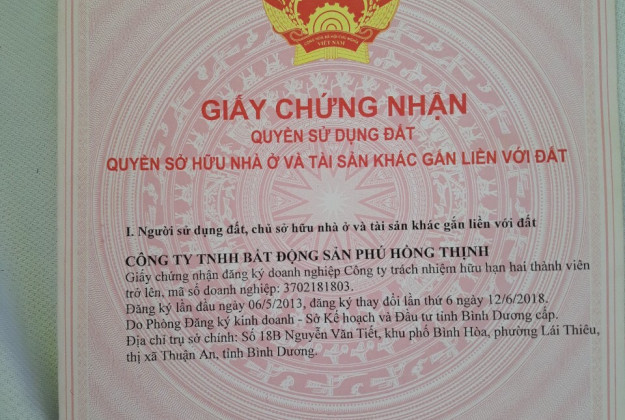 VIỆT NAM
GIẤY CHỨNG NHẬN
QUYỀN SỬ DỤNG ĐẤT
QUYỀN SỞ HỮU NHÀ Ở VÀ TÀI SẢN KHÁC GẮN LIỀN VỚI ĐẤT
I. Người sử dụng đất, chủ sở hữu nhà ở và tài sản khác gắn liền với đất
CÔNG TY TNHH BẤT ĐỘNG SẢN PHÚ HỒNG THỊNH
Giấy chứng nhận đăng ký doanh nghiệp Công ty trách nhiệm hữu hạn hai thành viên
trở lên, mã số doanh nghiệp: 3702181803.
Đăng ký lần đầu ngày 06/5/2013, đăng ký thay đổi lần thứ 6 ngày 12/6/2018.
Do Phòng Đăng ký kinh doanh - Sở Kế hoạch và Đầu tư tỉnh Bình Dương cấp.
Địa chỉ trụ sở chính: Số 18B Nguyễn Văn Tiết, khu phố Bình Hòa, phường Lái Thiêu,
thị xã Thuận An, tỉnh Bình Dương.